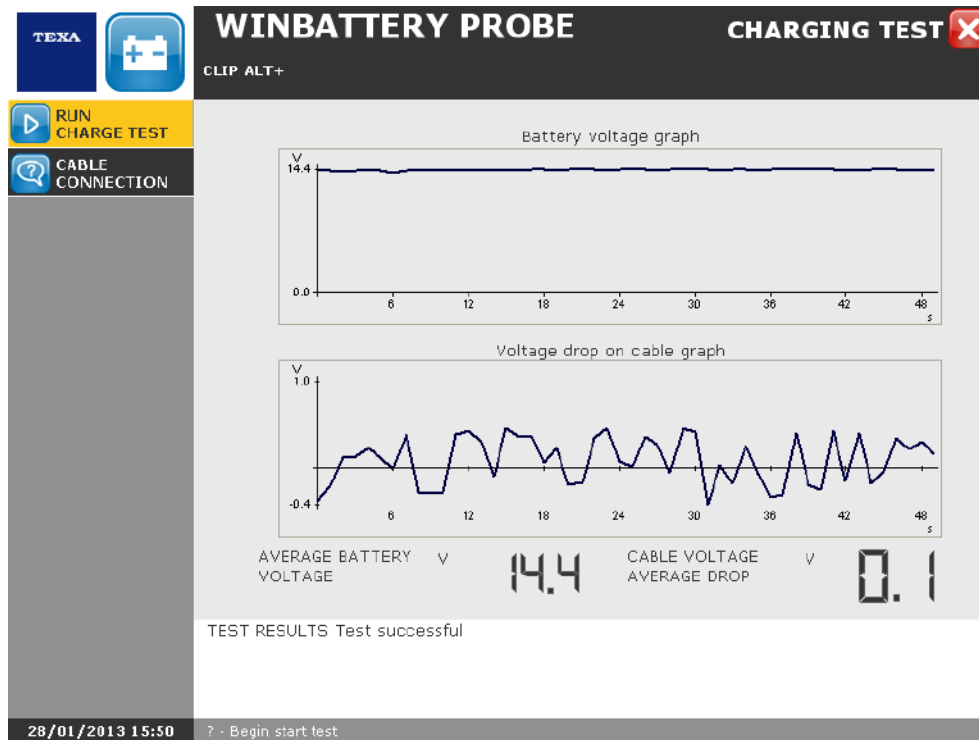 TEXA
WINBATTERY PROBE
CHARGING TEST
CLIP ALT+
RUN
CHARGE TEST
CABLE
CONNECTION
Battery voltage graph
V
14.4
0.0
6 12 18 24 30 36 42 48
s
Voltage drop on cable graph
V
1.0
-0.4
6 12 18 24 30 36 42 48
s
AVERAGE BATTERY
VOLTAGE
V
14.4
CABLE VOLTAGE
AVERAGE DROP
V
0.1
TEST RESULTS Test successful
28/01/2013 15:50
? - Begin start test